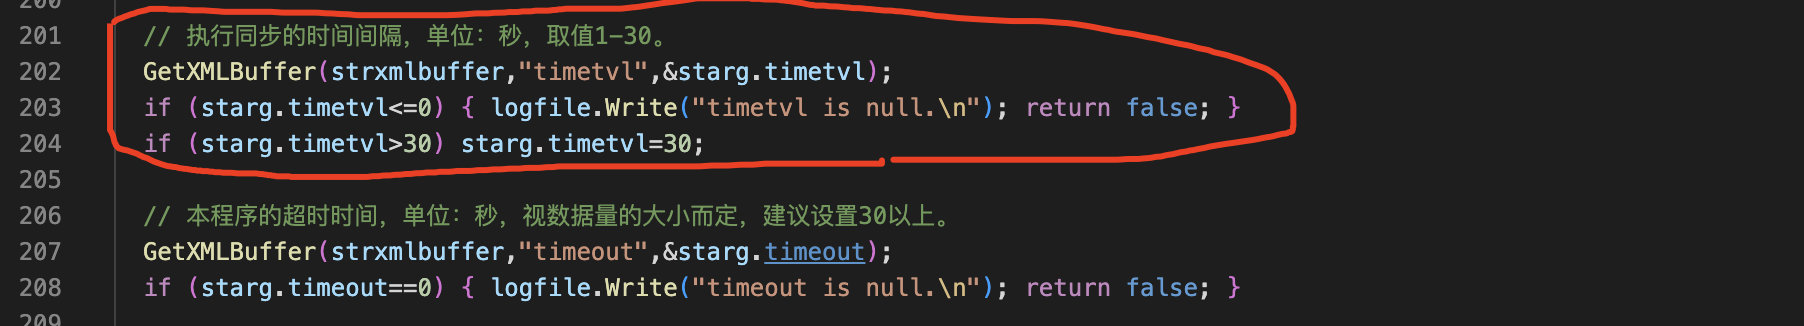 200
201 // 执行同步的时间间隔，单位：秒，取值1-30。
202 GetXMLBuffer(strxmlbuffer,"timetvl",&starg.timetvl);
203 if (starg.timetvl<=0) { logfile.Write("timetvl is null.\n"); return false; }
204 if (starg.timetvl>30) starg.timetvl=30;
205
206 // 本程序的超时时间，单位：秒，视数据量的大小而定，建议设置30以上。
207 GetXMLBuffer(strxmlbuffer,"timeout",&starg.timeout);
208 if (starg.timeout==0) { logfile.Write("timeout is null.\n"); return false; }
209